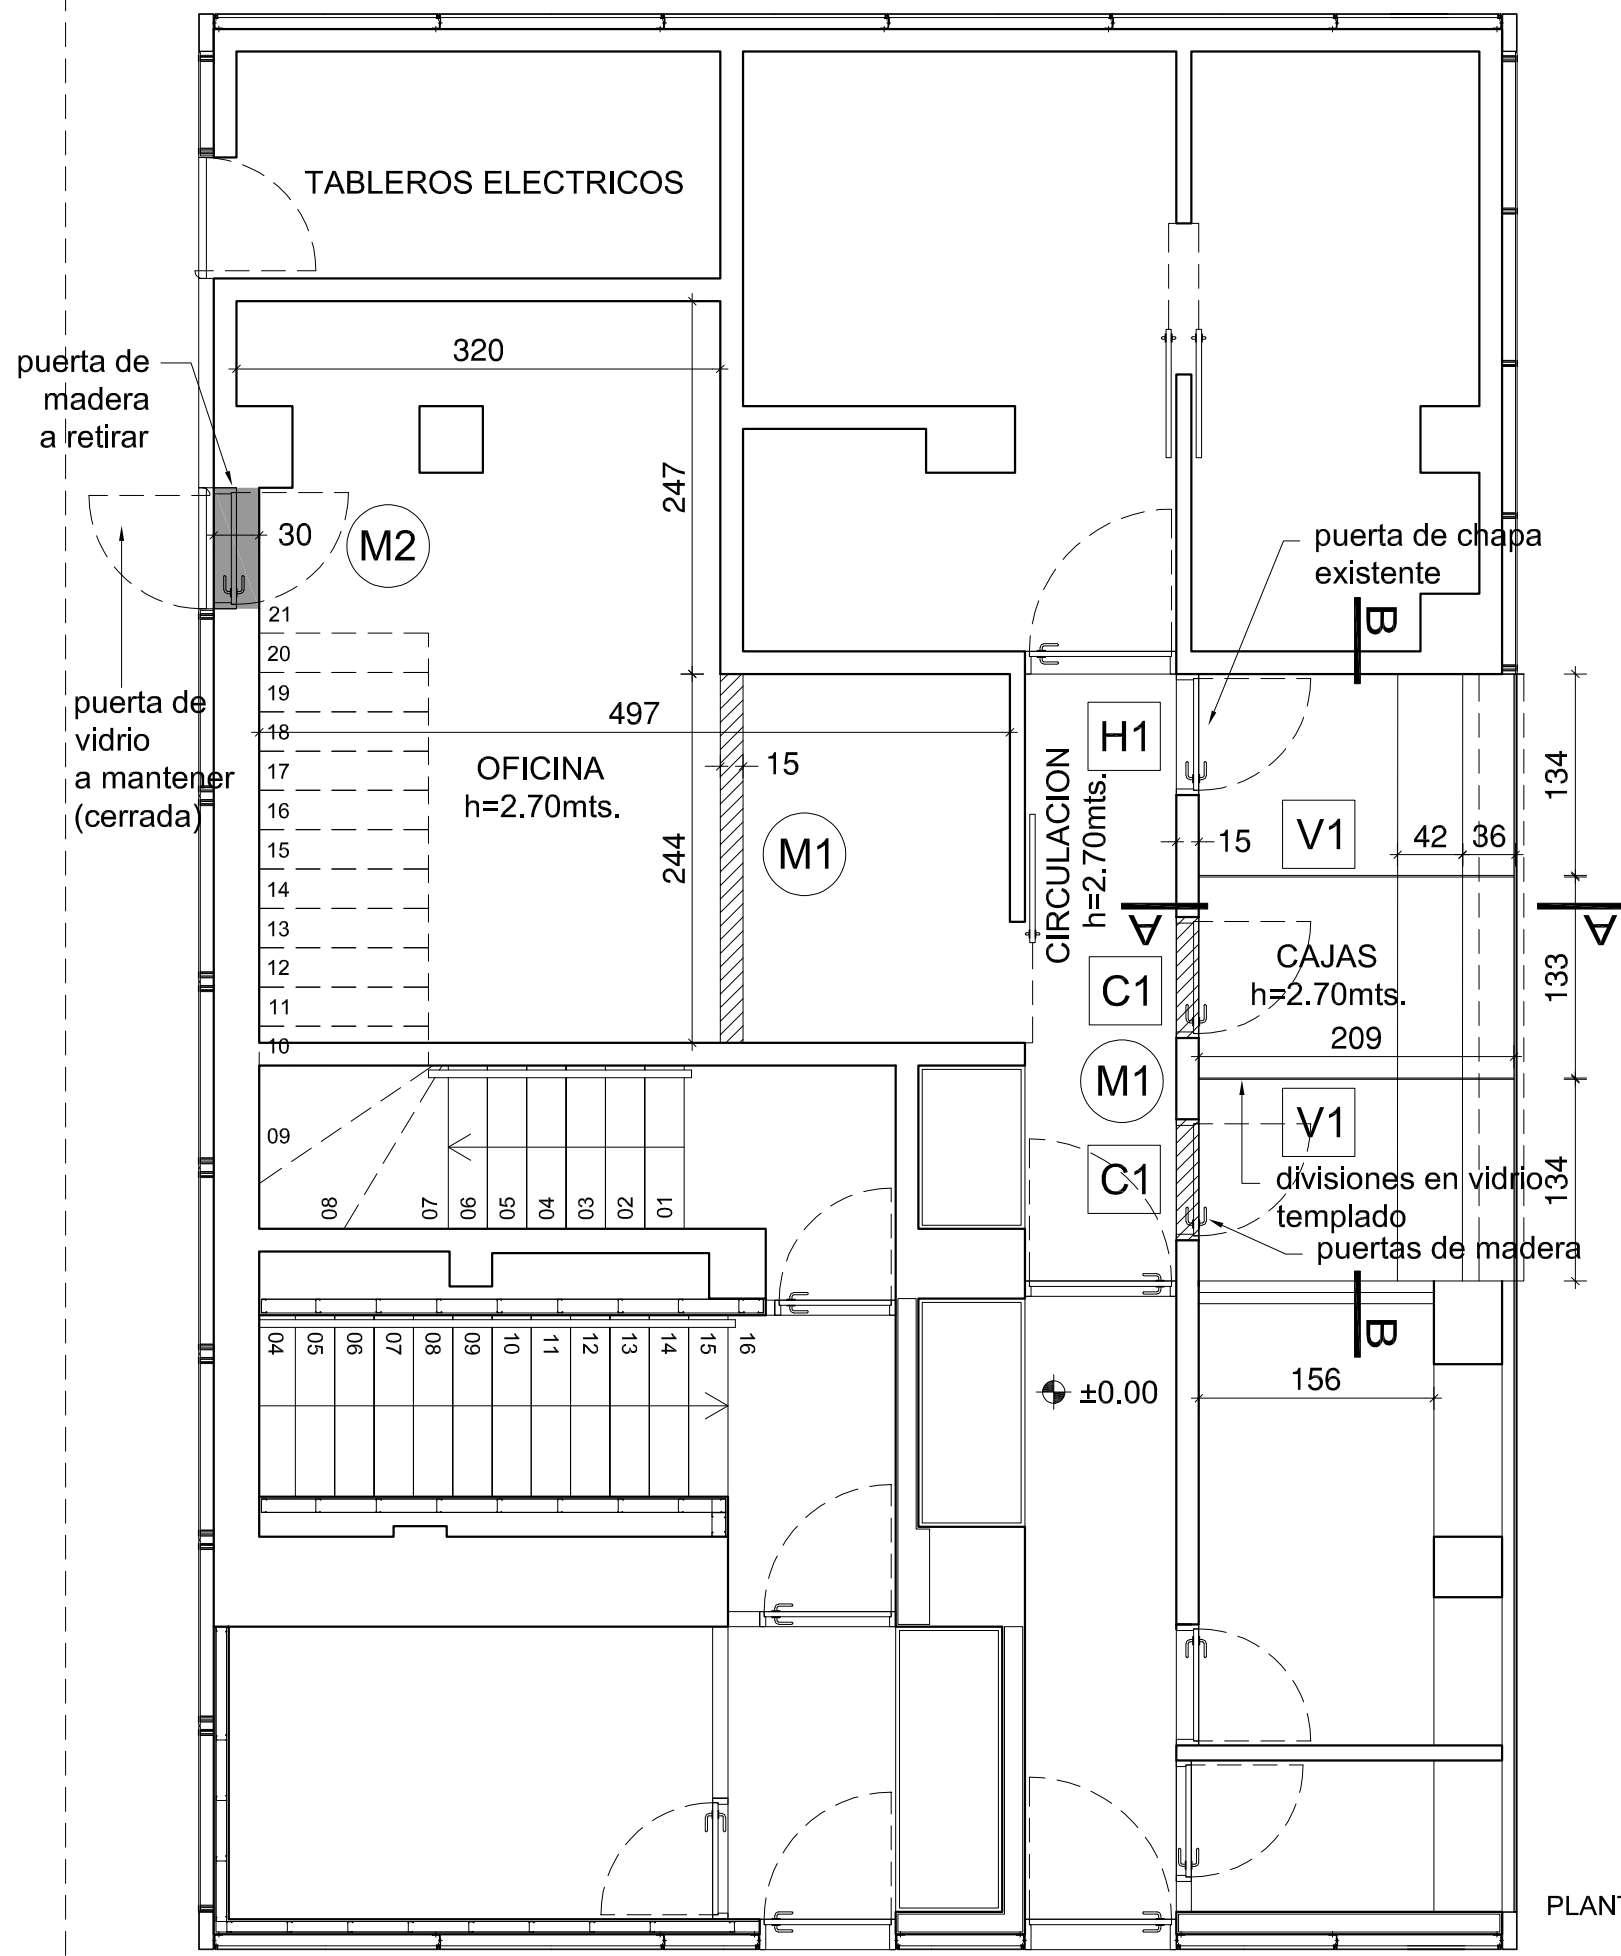 TABLEROS ELECTRICOS
320
puerta de
madera
a retirar
247
30
M2
puerta de chapa
existente
B
21
20
19
18
17
16
15
14
13
12
11
10
puerta de
vidrio
a mantener
(cerrada)
497
OFICINA
h=2.70mts.
15
244
M1
CIRCULACION
h=2.70mts.
H1
15
V1
42
36
134
A
A
C1
CAJAS
h=2.70mts.
133
209
M1
C1
V1
134
divisiones en vidrio
templado
puertas de madera
09
08
07
06
05
04
03
02
01
B
04
05
06
07
08
09
10
11
12
13
14
15
16
±0.00
156